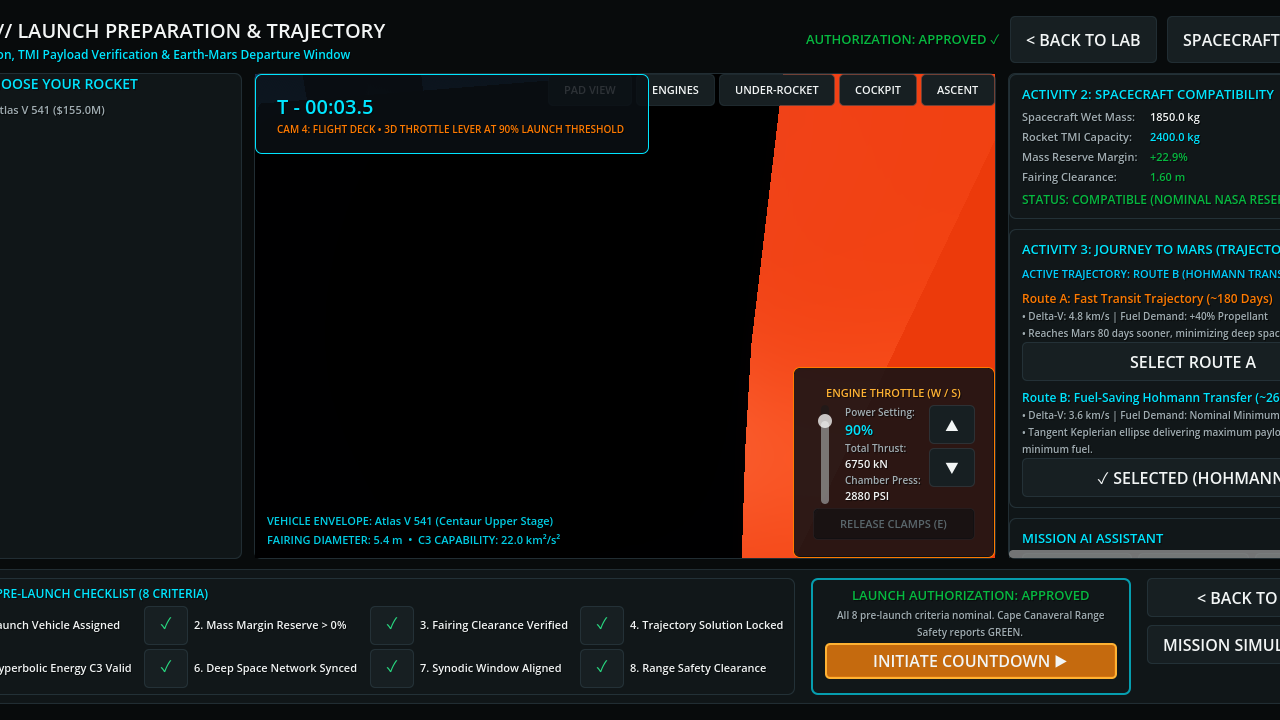 // LAUNCH PREPARATION & TRAJECTORY
on, TMI Payload Verification & Earth-Mars Departure Window
AUTHORIZATION: APPROVED ✓
< BACK TO LAB
SPACECRAFT
OOSE YOUR ROCKET
tlas V 541 ($155.0M)
T - 00:03.5
CAM 4: FLIGHT DECK • 3D THROTTLE LEVER AT 90% LAUNCH THRESHOLD
PAD VIEW
ENGINES
UNDER-ROCKET
COCKPIT
ASCENT
ENGINE THROTTLE (W / S)
Power Setting:
90%
Total Thrust:
6750 kN
Chamber Press:
2880 PSI
▲
▼
RELEASE CLAMPS (E)
VEHICLE ENVELOPE: Atlas V 541 (Centaur Upper Stage)
FAIRING DIAMETER: 5.4 m • C3 CAPABILITY: 22.0 km²/s²
ACTIVITY 2: SPACECRAFT COMPATIBILITY
Spacecraft Wet Mass: 1850.0 kg
Rocket TMI Capacity: 2400.0 kg
Mass Reserve Margin: +22.9%
Fairing Clearance: 1.60 m
STATUS: COMPATIBLE (NOMINAL NASA RESE
ACTIVITY 3: JOURNEY TO MARS (TRAJECTO
ACTIVE TRAJECTORY: ROUTE B (HOHMANN TRANS
Route A: Fast Transit Trajectory (~180 Days)
• Delta-V: 4.8 km/s | Fuel Demand: +40% Propellant
• Reaches Mars 80 days sooner, minimizing deep spac
SELECT ROUTE A
Route B: Fuel-Saving Hohmann Transfer (~26
• Delta-V: 3.6 km/s | Fuel Demand: Nominal Minimum
• Tangent Keplerian ellipse delivering maximum paylo
minimum fuel.
✓ SELECTED (HOHMANN
MISSION AI ASSISTANT
PRE-LAUNCH CHECKLIST (8 CRITERIA)
aunch Vehicle Assigned
✓ 2. Mass Margin Reserve > 0%
✓ 3. Fairing Clearance Verified
✓ 4. Trajectory Solution Locked
yperbolic Energy C3 Valid
✓ 6. Deep Space Network Synced
✓ 7. Synodic Window Aligned
✓ 8. Range Safety Clearance
LAUNCH AUTHORIZATION: APPROVED
All 8 pre-launch criteria nominal. Cape Canaveral Range
Safety reports GREEN.
INITIATE COUNTDOWN ▶
< BACK TO
MISSION SIMUL